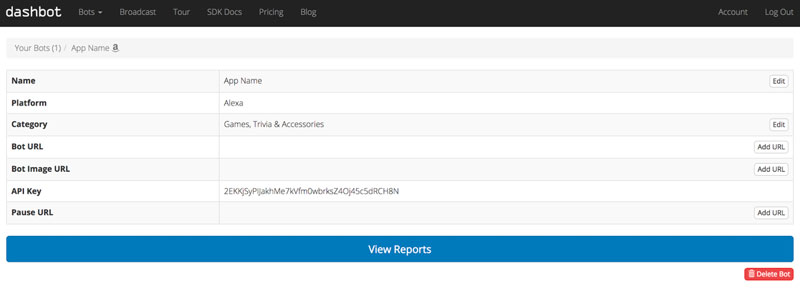 dashbot Bots Broadcast Tour SDK Docs Pricing Blog Account Log Out
Your Bots (1) / App Name
Name App Name Edit
Platform Alexa
Category Games, Trivia & Accessories Edit
Bot URL Add URL
Bot Image URL Add URL
API Key 2EKKjSyPiJakhMe7kVfm0wbrksZ4Oj45c5dRCH8N
Pause URL Add URL
View Reports
Delete Bot